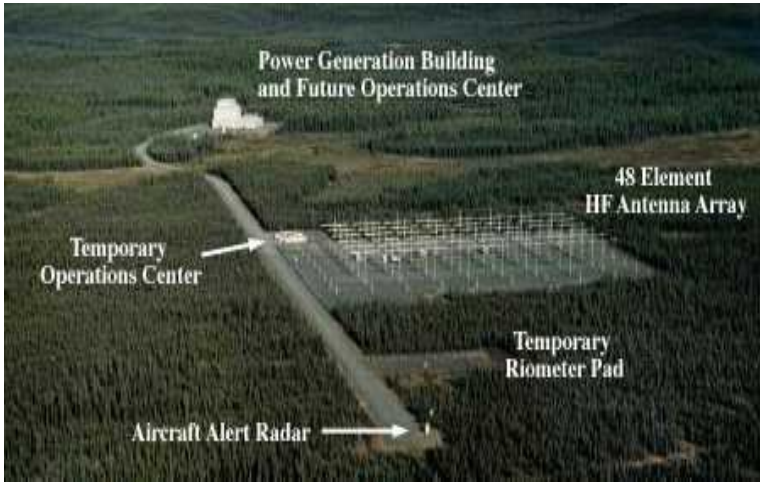 Power Generation Building
and Future Operations Center
48 Element
HF Antenna Array
Temporary
Operations Center
Temporary
Riometer Pad
Aircraft Alert Radar